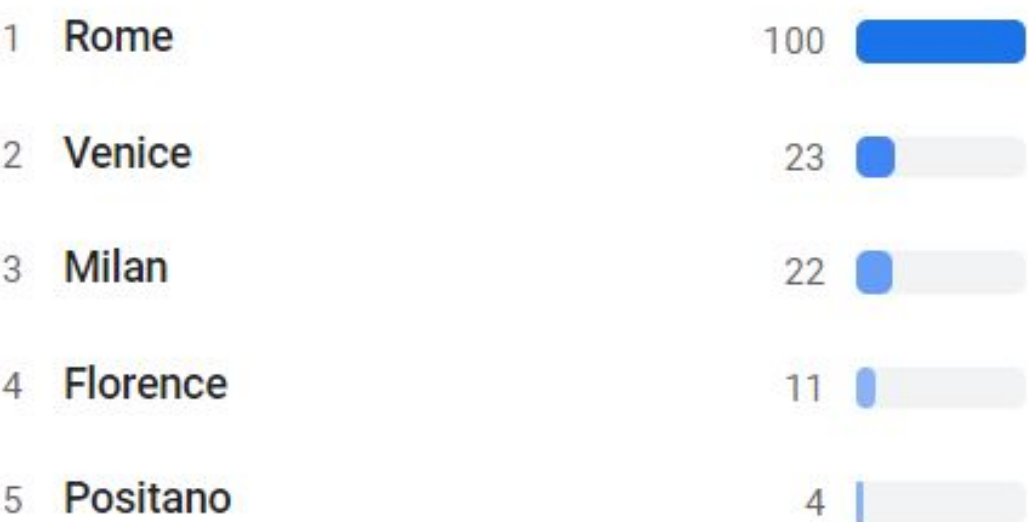 1 Rome 100
2 Venice 23
3 Milan 22
4 Florence 11
5 Positano 4